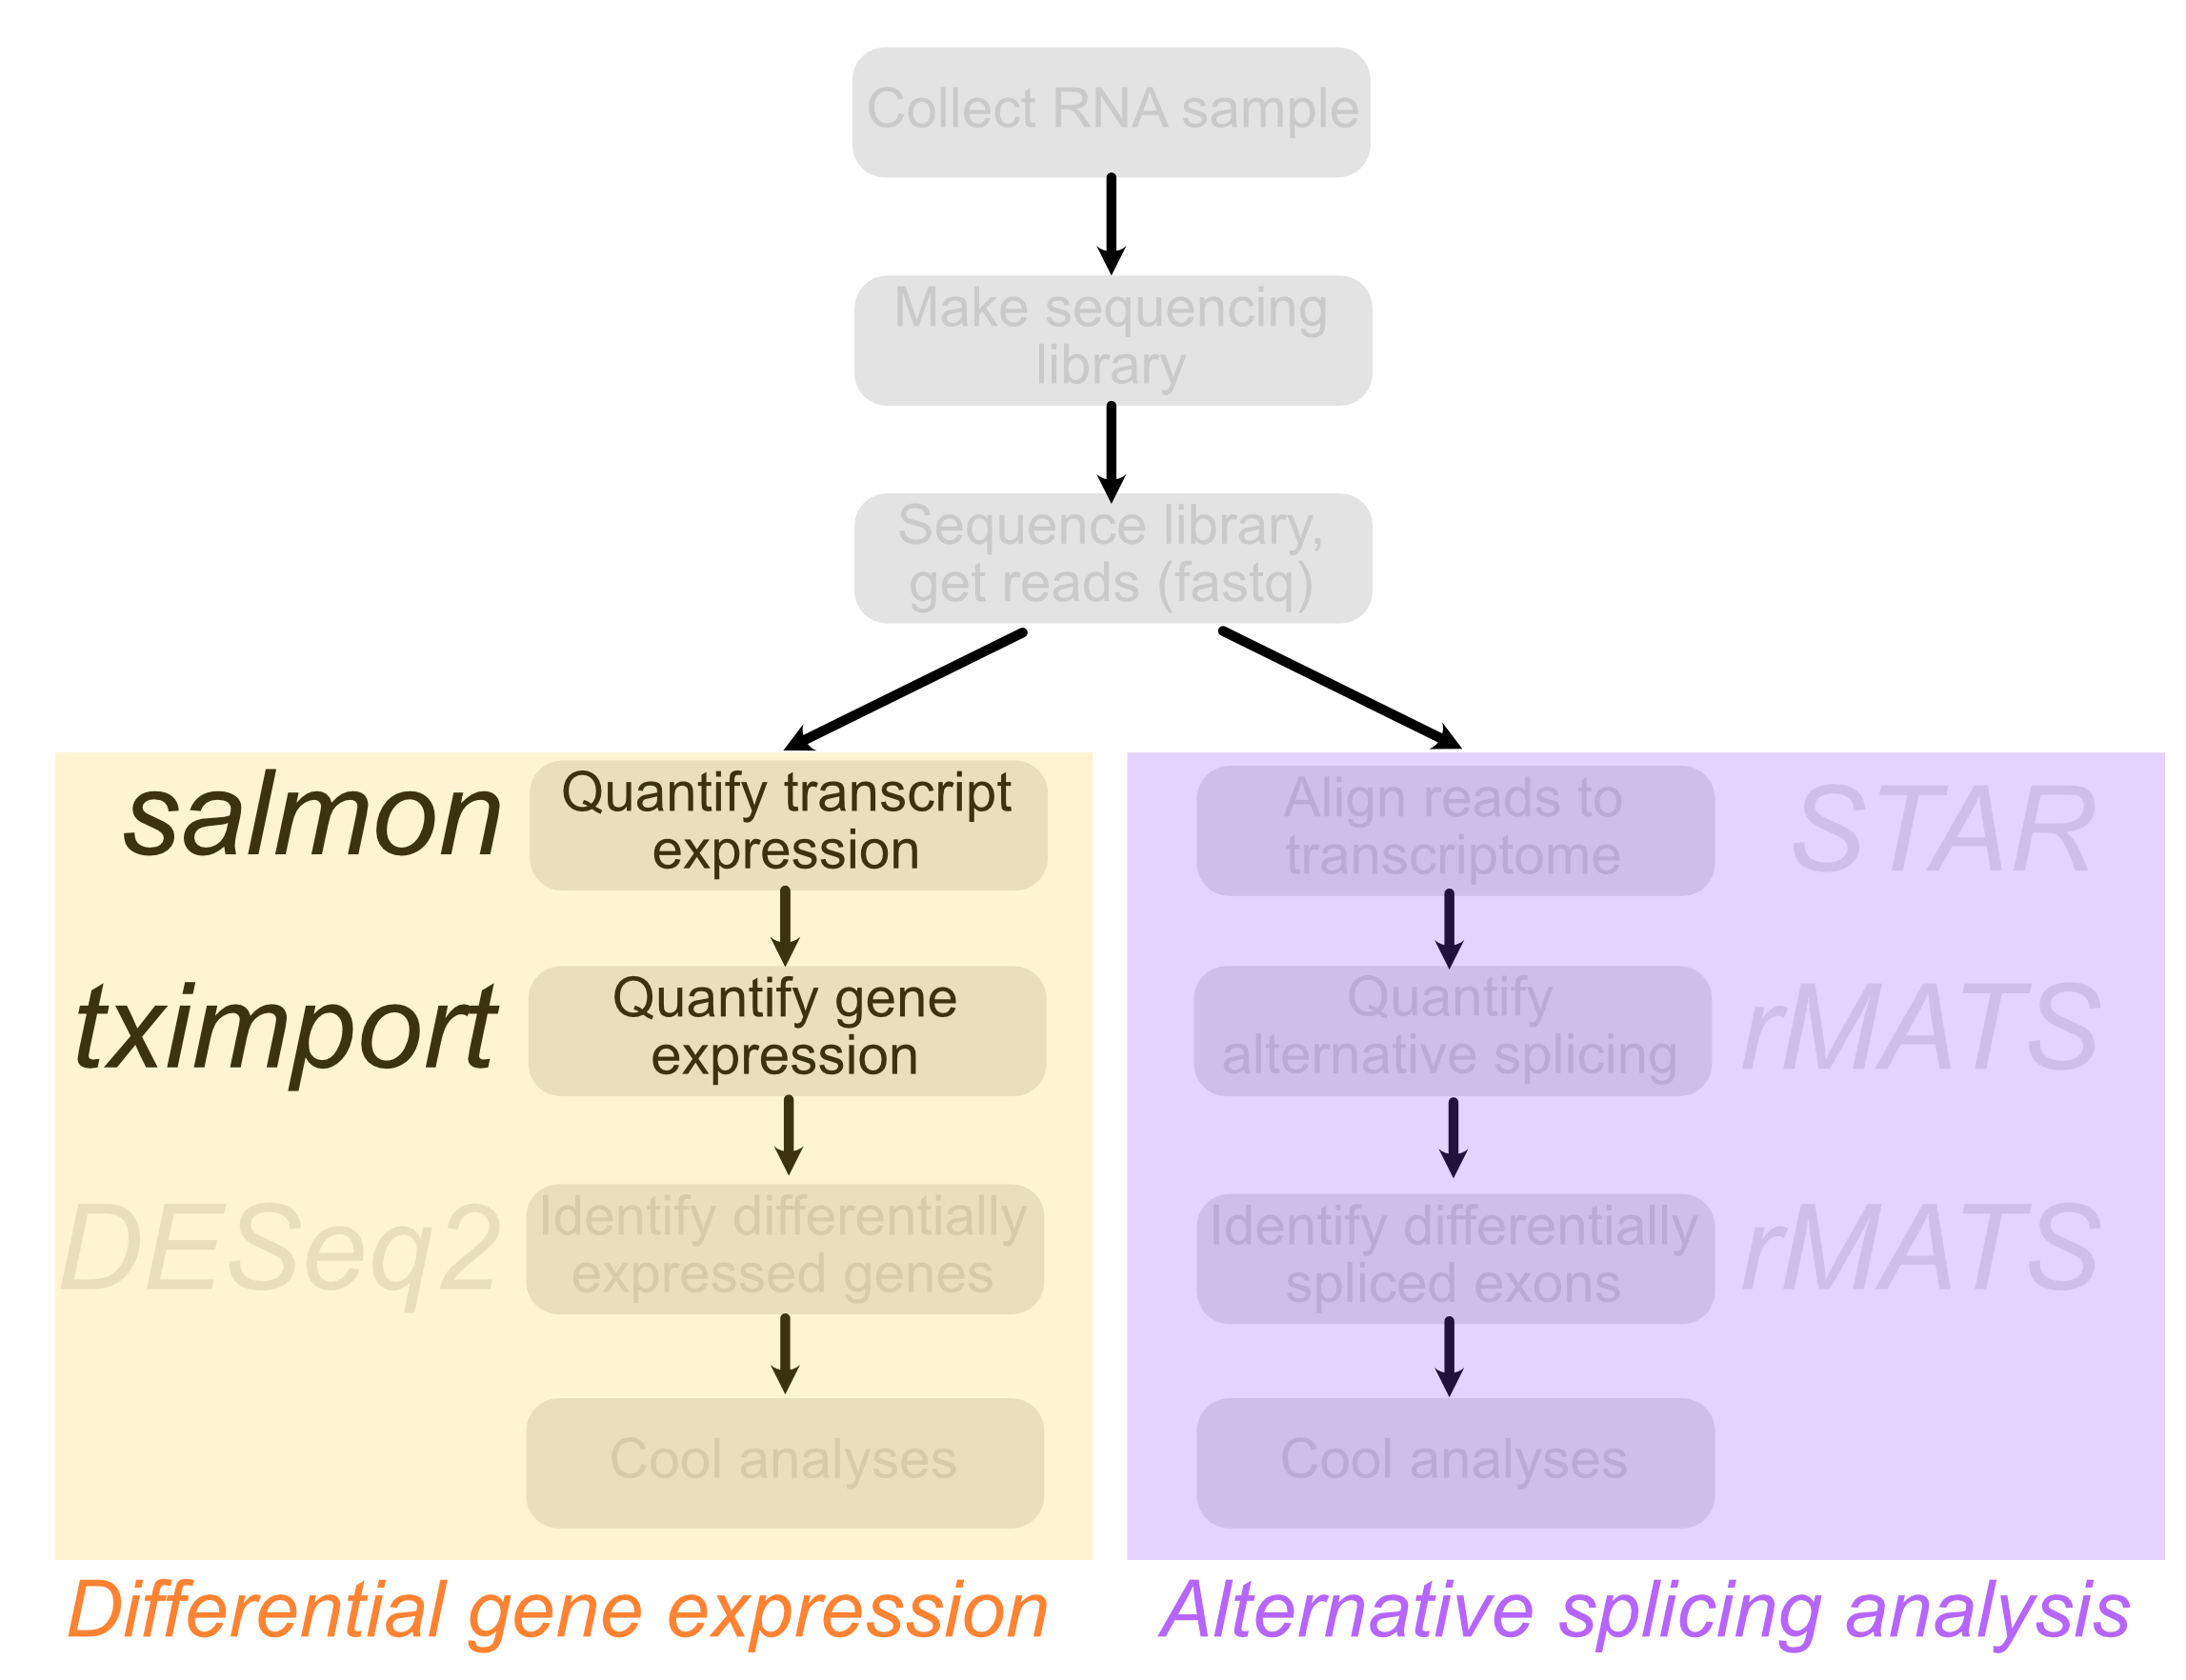 Collect RNA sample
Make sequencing
library
Sequence library,
get reads (fastq)
salmon
Quantify transcript
expression
tximport
Quantify gene
expression
DESeq2
Identify differentially
expressed genes
Cool analyses
Differential gene expression
Align reads to
transcriptome
STAR
Quantify
alternative splicing
rMATS
Identify differentially
spliced exons
rMATS
Cool analyses
Alternative splicing analysis